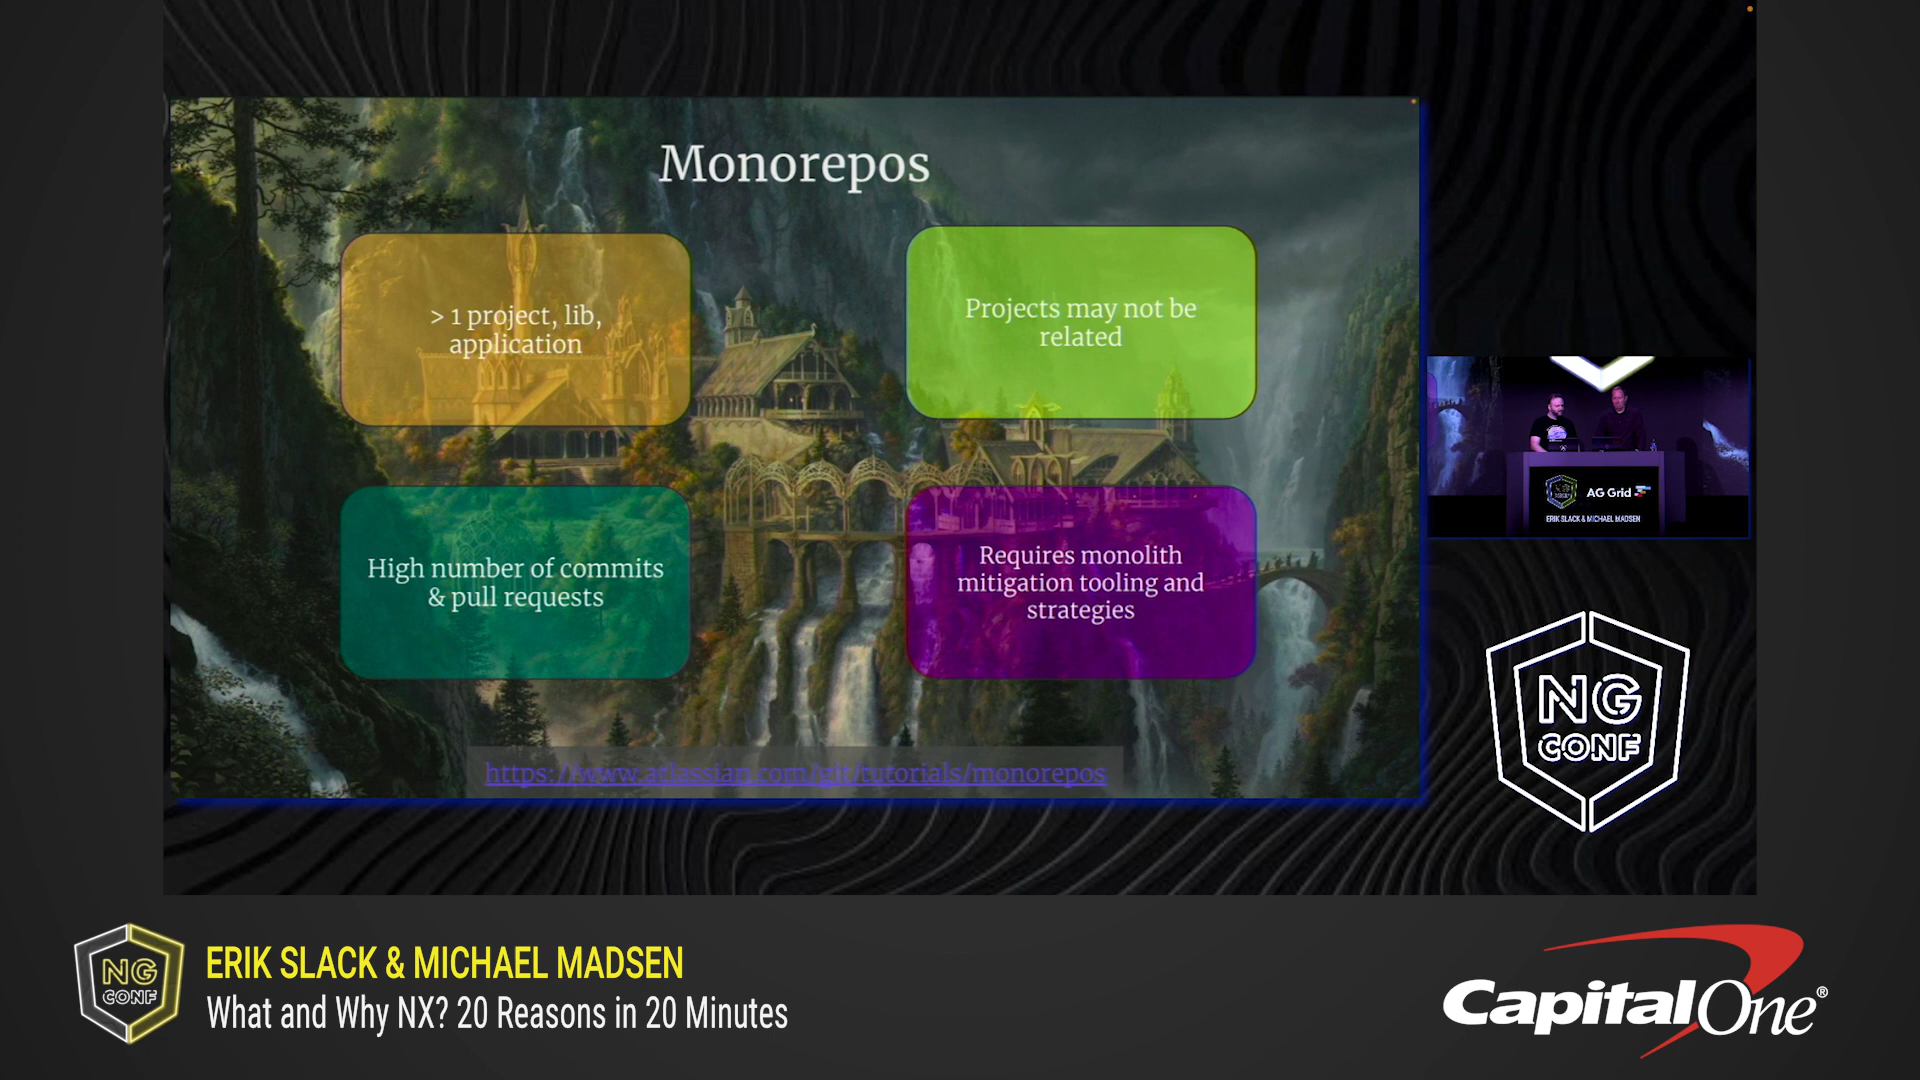 Monorepos
> 1 project, lib,
application
Projects may not be
related
High number of commits
& pull requests
Requires monolith
mitigation tooling and
strategies
https://www.atlassian.com/git/tutorials/monorepos
AG Grid
ERIK SLACK & MICHAEL MADSEN
NG
CONF
NG
CONF
ERIK SLACK & MICHAEL MADSEN
What and Why NX? 20 Reasons in 20 Minutes
Capital One®